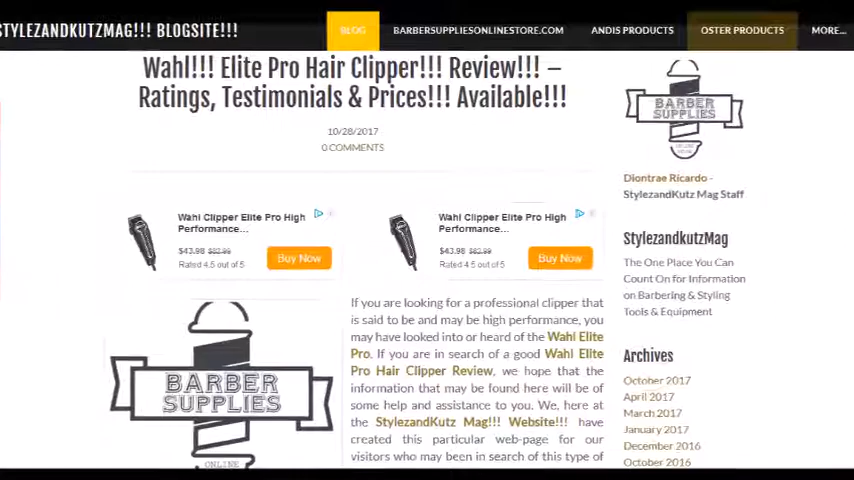 STYLEZANDKUTZMAG!!! BLOGSITE!!!
BLOG
BARBERSUPPLIESONLINESTORE.COM
ANDIS PRODUCTS
OSTER PRODUCTS
MORE...
Wahl!!! Elite Pro Hair Clipper!!! Review!!! –
Ratings, Testimonials & Prices!!! Available!!!
10/28/2017
0 COMMENTS
Wahl Clipper Elite Pro High
Performance...
$43.98 $82.99
Rated 4.5 out of 5
Buy Now
Wahl Clipper Elite Pro High
Performance...
$43.98 $82.99
Rated 4.5 out of 5
Buy Now
BARBER
SUPPLIES
ONLINE
If you are looking for a professional clipper that
is said to be and may be high performance, you
may have looked into or heard of the Wahl Elite
Pro. If you are in search of a good Wahl Elite
Pro Hair Clipper Review, we hope that the
information that may be found here will be of
some help and assistance to you. We, here at
the StylezandKutz Mag!!! Website!!! have
created this particular web-page for our
visitors who may been in search of this type of
BARBER
SUPPLIES
Diontrae Ricardo -
StylezandKutz Mag Staff
StylezandkutzMag
The One Place You Can
Count On for Information
on Barbering & Styling
Tools & Equipment
Archives
October 2017
April 2017
March 2017
January 2017
December 2016
October 2016